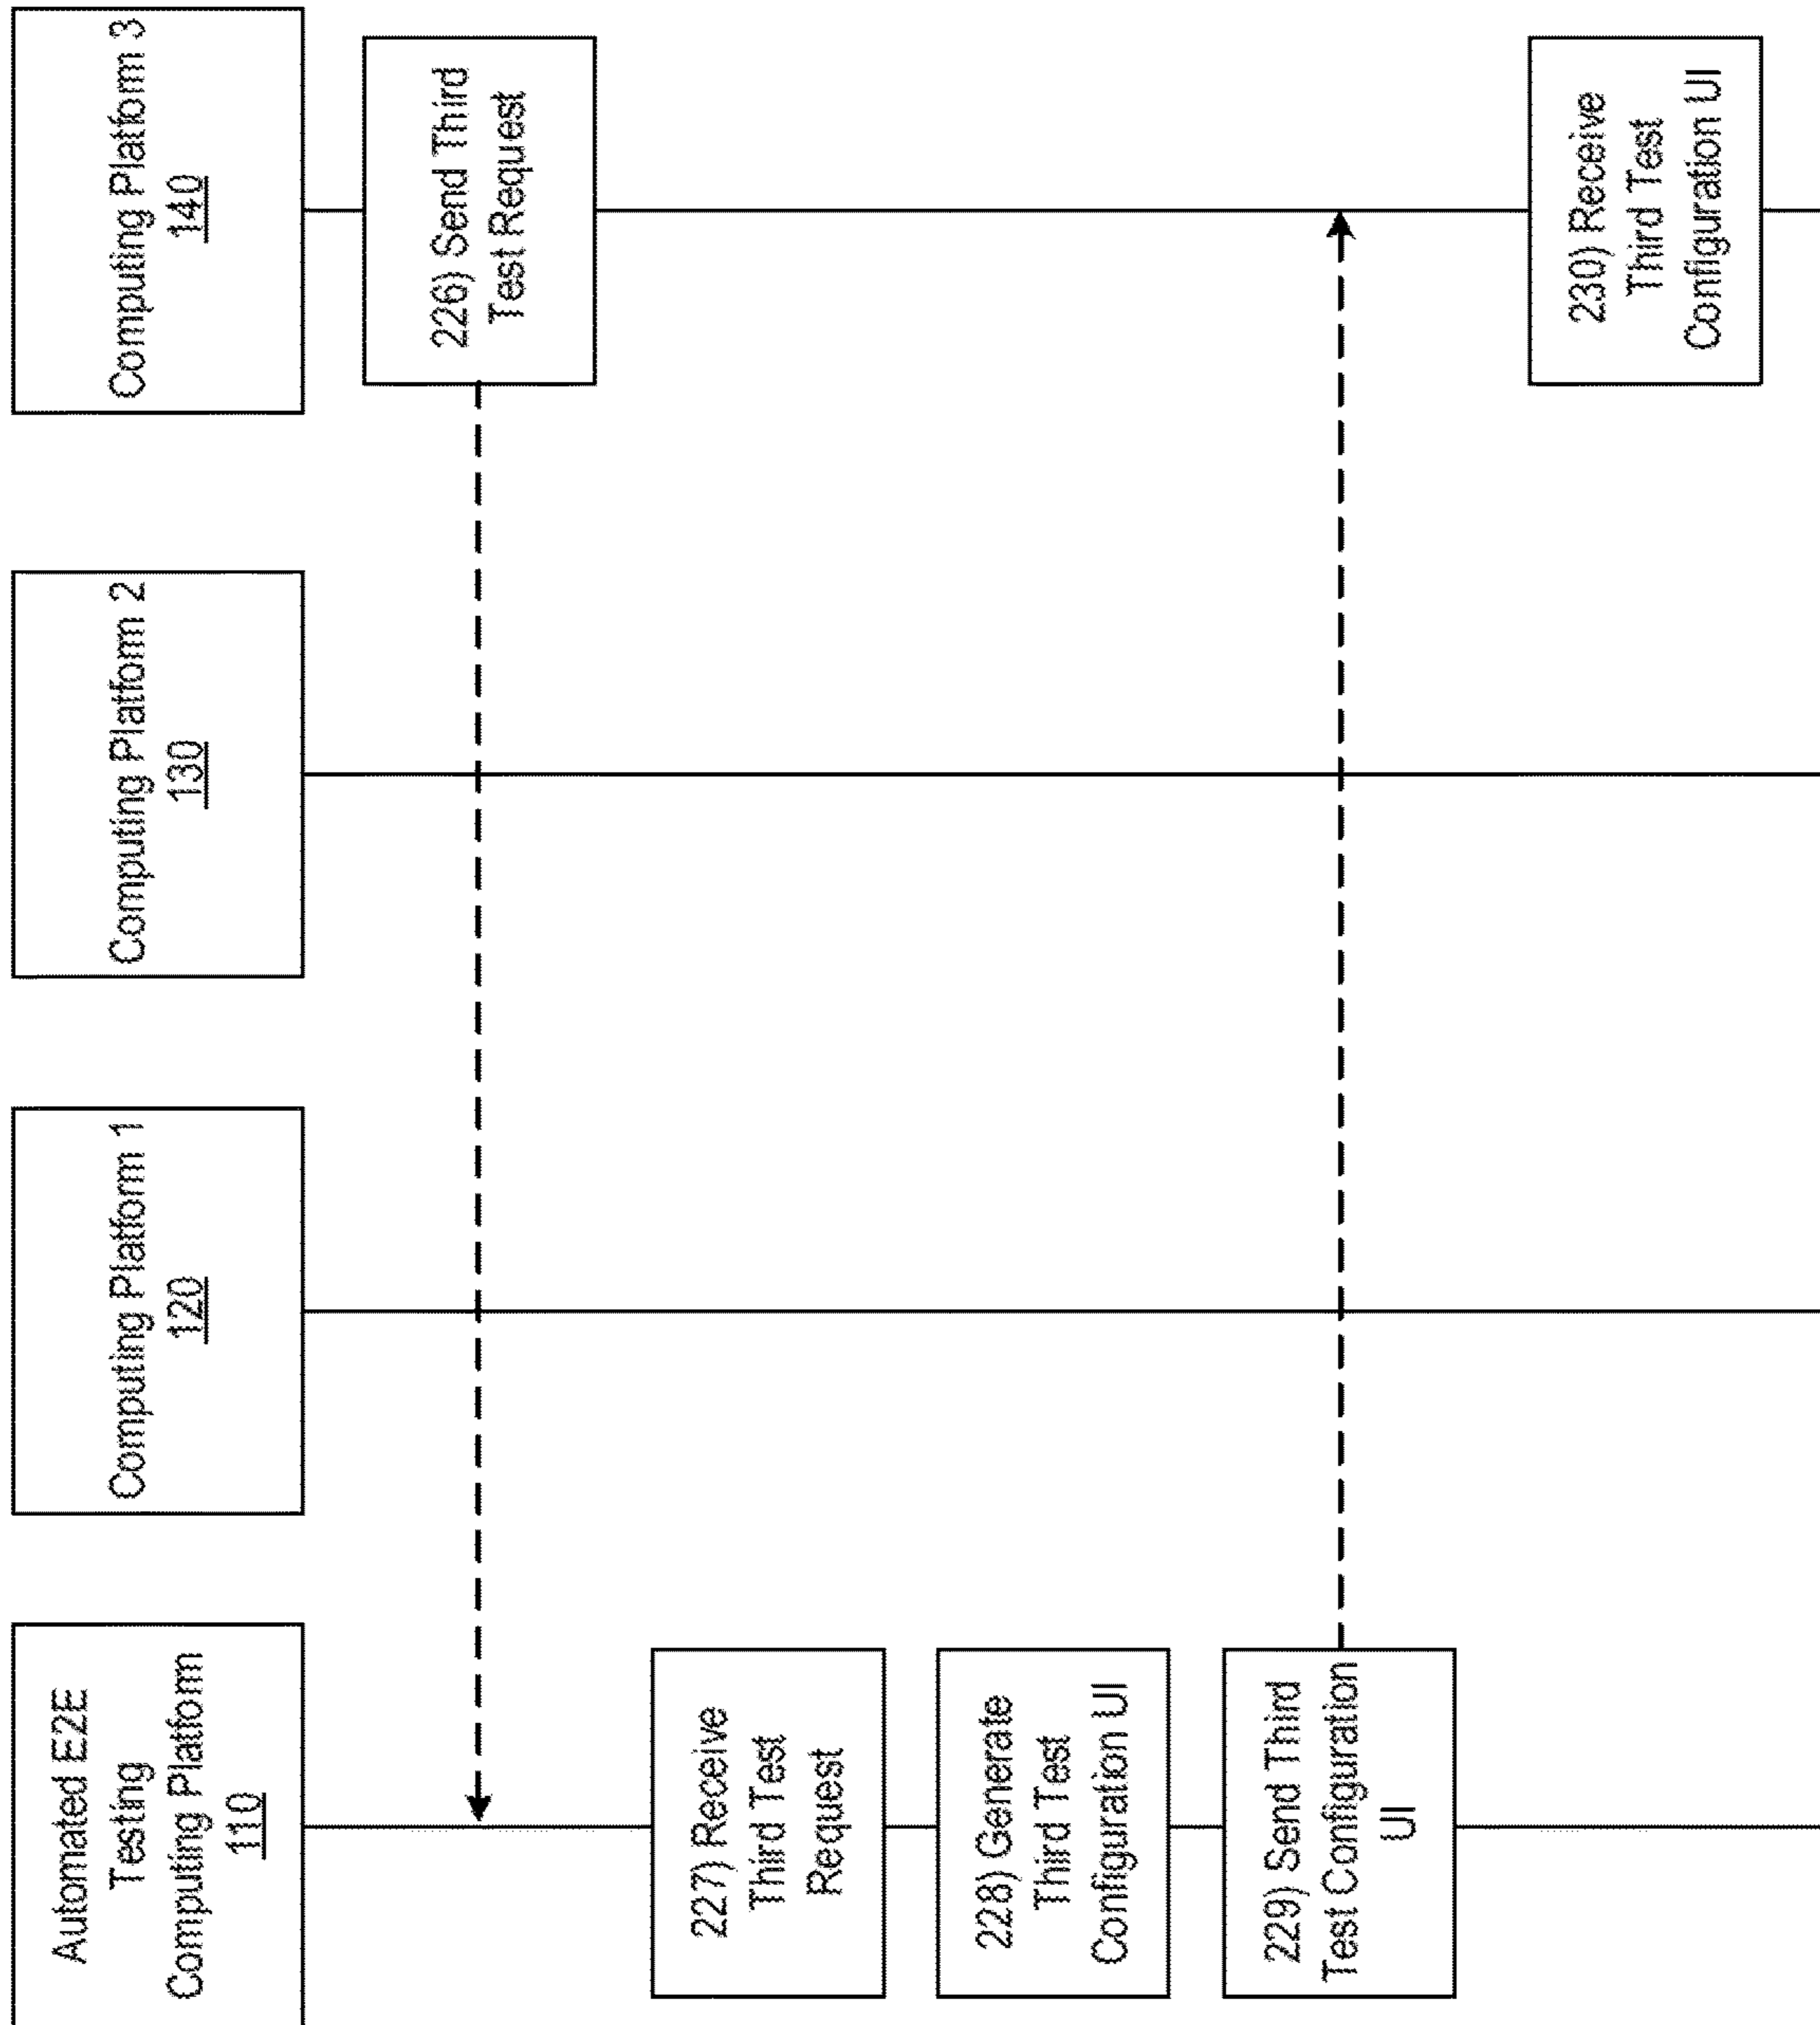 Automated E2E
Testing
Computing Platform
110
Computing Platform 1
120
Computing Platform 2
130
Computing Platform 3
140
226) Send Third
Test Request
227) Receive
Third Test
Request
228) Generate
Third Test
Configuration UI
229) Send Third
Test Configuration
UI
230) Receive
Third Test
Configuration UI